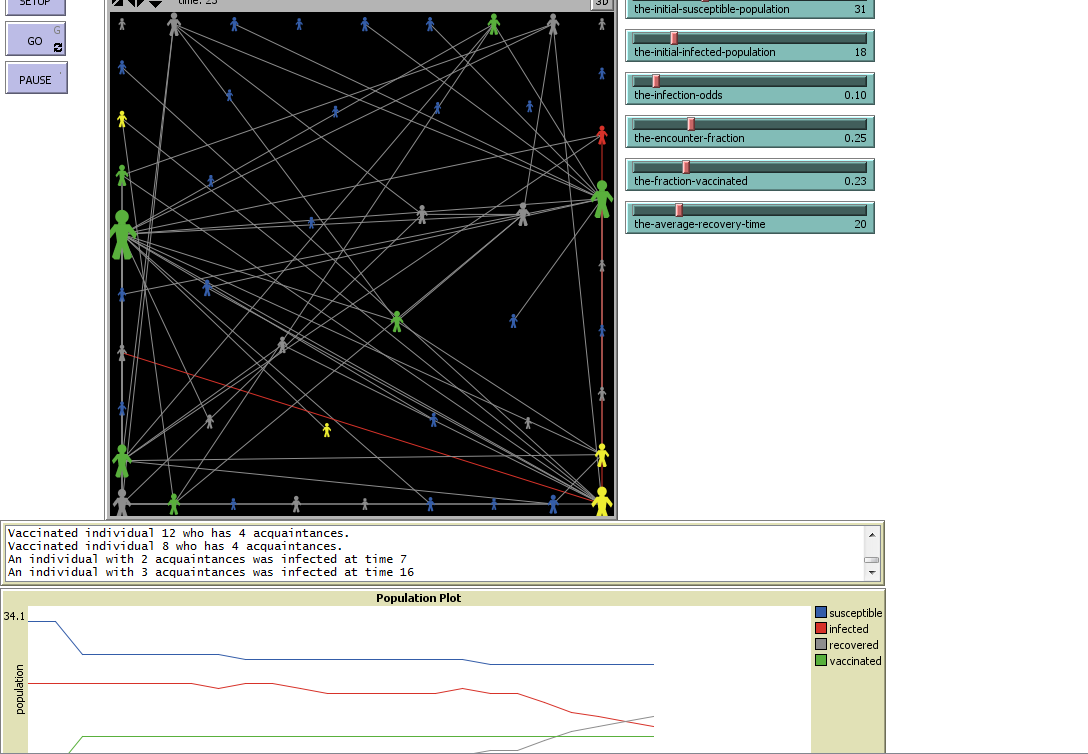 SETUP
time: 23
3D
G
GO
PAUSE
the-initial-susceptible-population 31
the-initial-infected-population 18
the-infection-odds 0.10
the-encounter-fraction 0.25
the-fraction-vaccinated 0.23
the-average-recovery-time 20
Vaccinated individual 12 who has 4 acquaintances.
Vaccinated individual 8 who has 4 acquaintances.
An individual with 2 acquaintances was infected at time 7
An individual with 3 acquaintances was infected at time 16
Population Plot
34.1
population
susceptible
infected
recovered
vaccinated